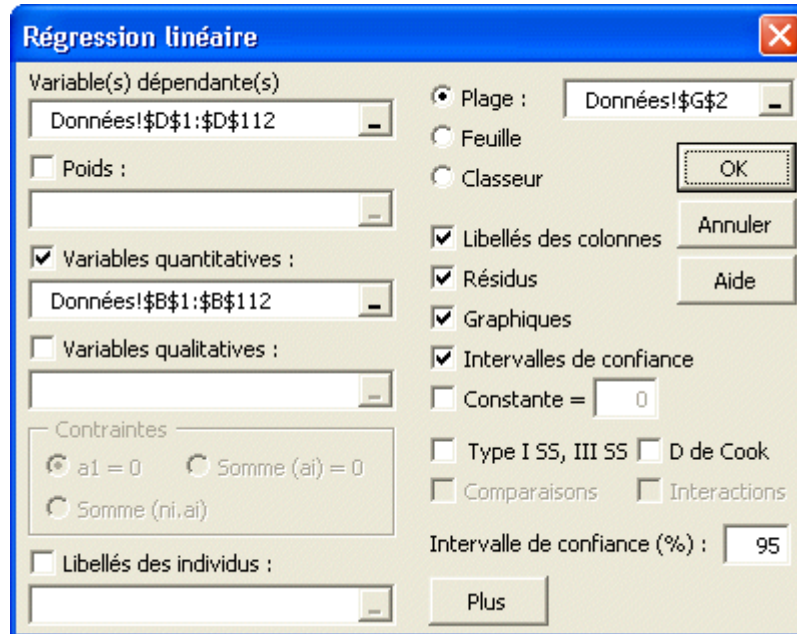 Régression linéaire
Variable(s) dépendante(s)
Données!$D$1:$D$112
Poids :
Variables quantitatives :
Données!$B$1:$B$112
Variables qualitatives :
Contraintes
a1 = 0
Somme (ai) = 0
Somme (ni.ai)
Libellés des individus :
Plage :
Données!$G$2
Feuille
Classeur
OK
Annuler
Aide
Libellés des colonnes
Résidus
Graphiques
Intervalles de confiance
Constante = 0
Type I SS, III SS
D de Cook
Comparaisons
Interactions
Intervalle de confiance (%) : 95
Plus